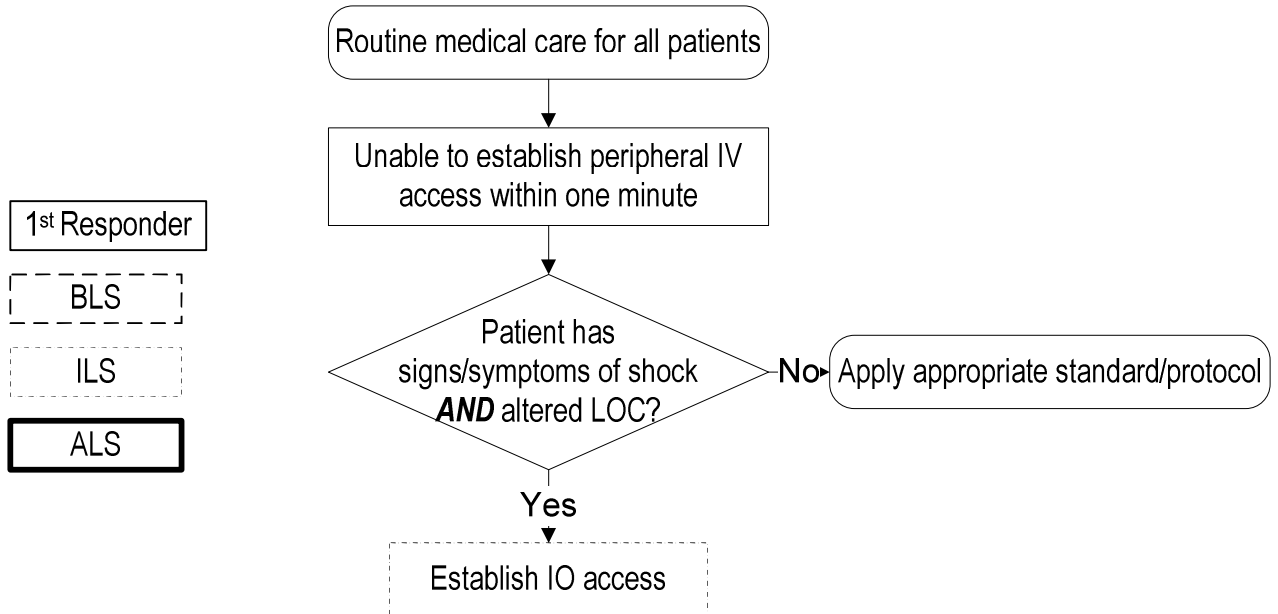 Routine medical care for all patients
Unable to establish peripheral IV
access within one minute
1st Responder
BLS
ILS
ALS
Patient has
signs/symptoms of shock
AND altered LOC?
No
Apply appropriate standard/protocol
Yes
Establish IO access